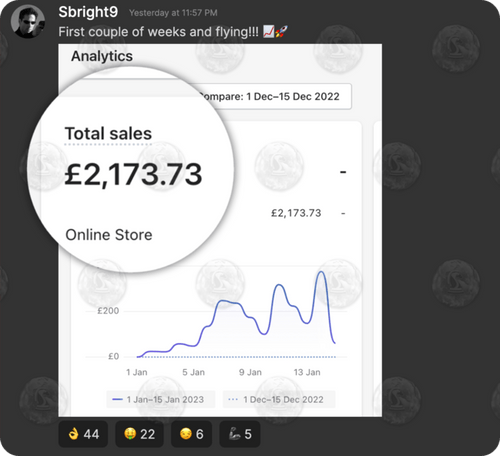 Sbright9 Yesterday at 11:57 PM
First couple of weeks and flying!!! 📈🚀
Analytics
ompare: 1 Dec–15 Dec 2022
Total sales
£2,173.73
-
£2,173.73 -
Online Store
£200
£0
1 Jan 5 Jan 9 Jan 13 Jan
1 Jan–15 Jan 2023 1 Dec–15 Dec 2022
👌 44 🤑 22 😏 6 🦾 5